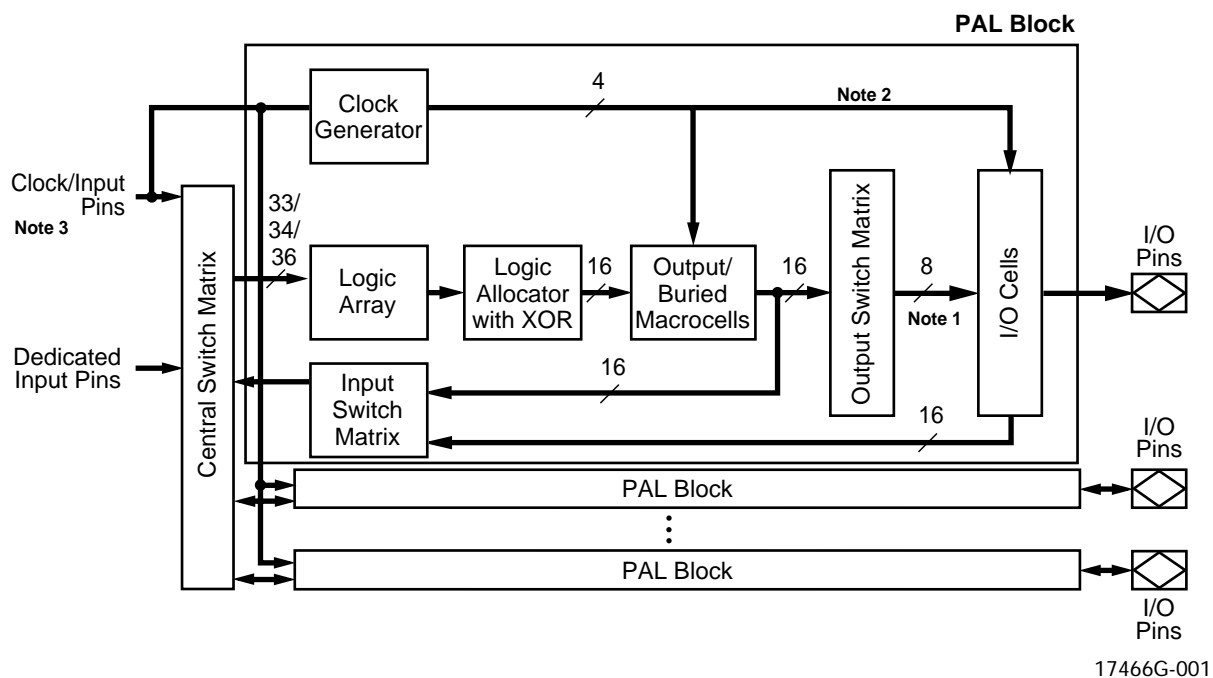 PAL Block
Clock
Generator
4
Note 2
Clock/Input
Pins
Note 3
Central Switch Matrix
33/
34/
36
Logic
Array
Logic
Allocator
with XOR
16
Output/
Buried
Macrocells
16
Output Switch Matrix
8
Note 1
I/O Cells
I/O
Pins
Dedicated
Input Pins
Input
Switch
Matrix
16
16
PAL Block
I/O
Pins
PAL Block
I/O
Pins
17466G-001